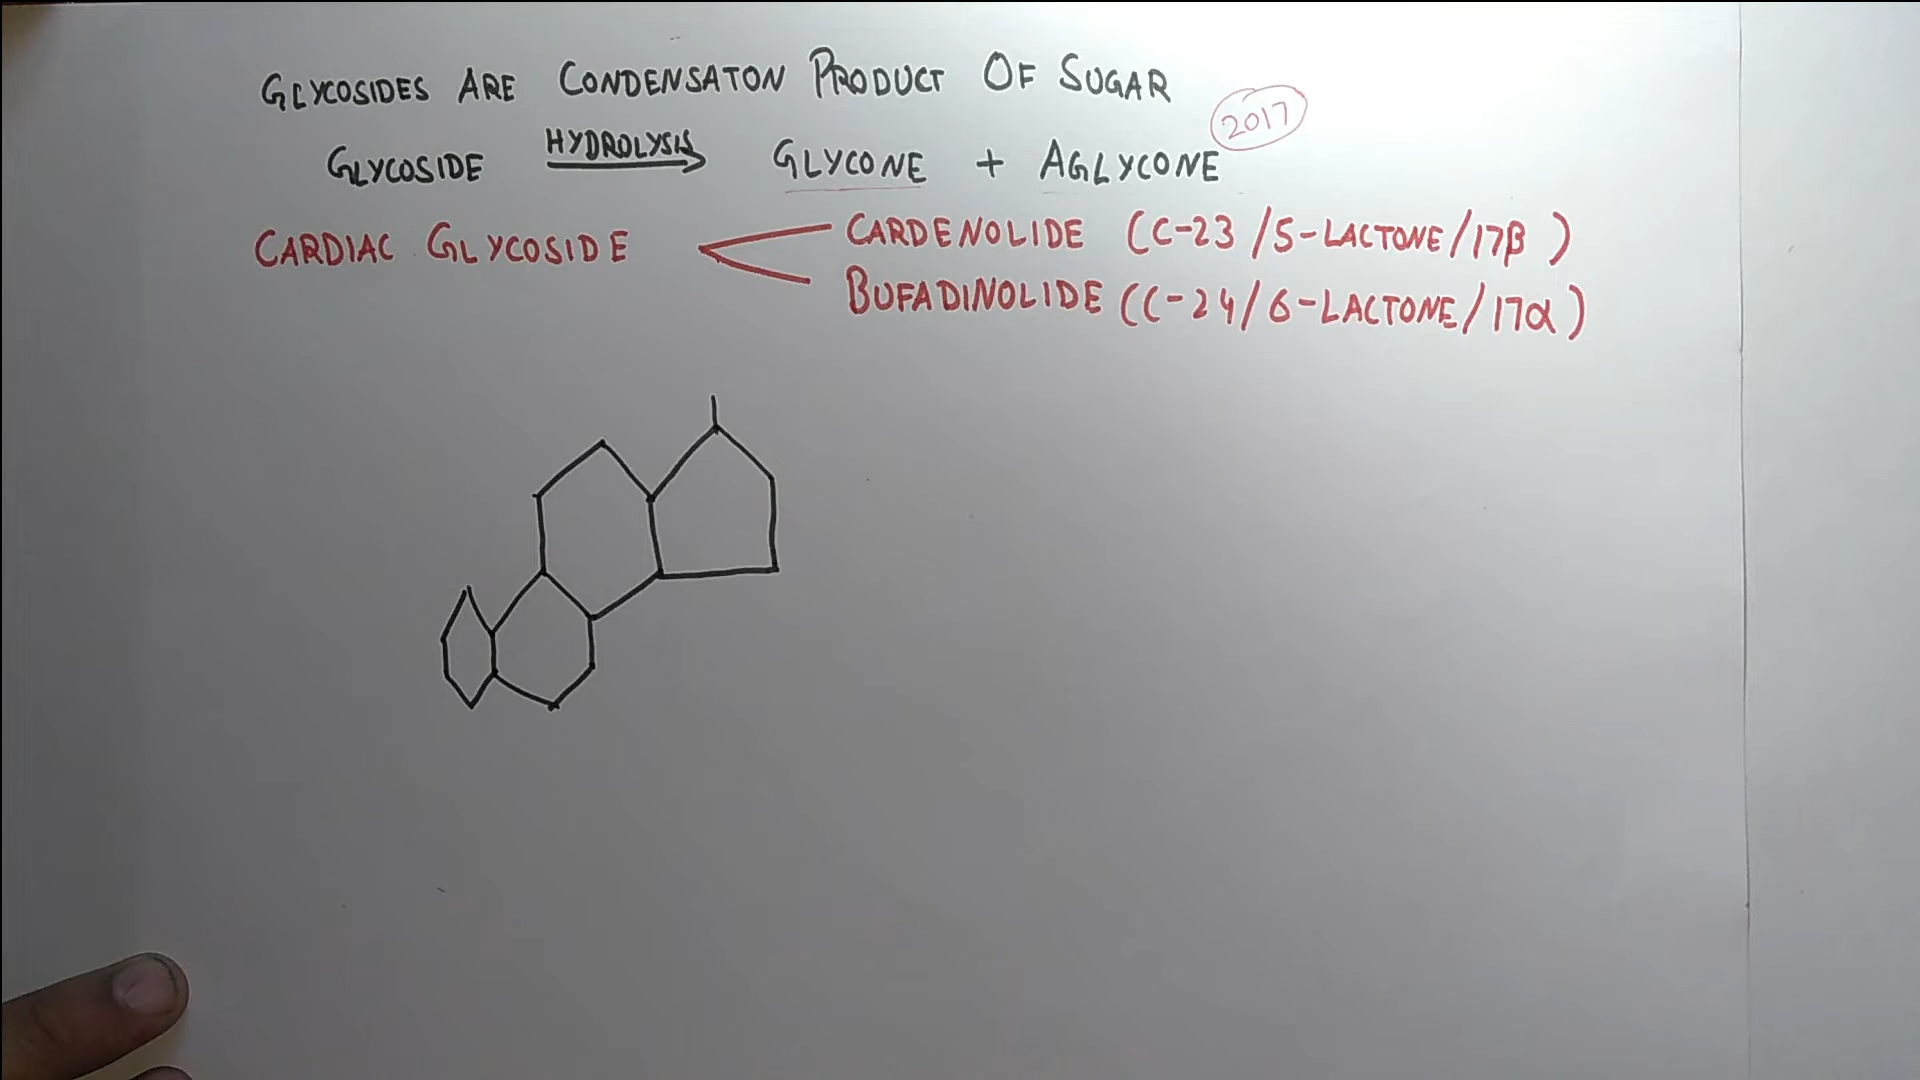 GLYCOSIDES ARE CONDENSATON PRODUCT OF SUGAR
2017
GLYCOSIDE HYDROLYSIS GLYCONE + AGLYCONE
CARDIAC GLYCOSIDE
CARDENOLIDE (C-23/5-LACTONE/17β)
BUFADINOLIDE (C-24/6-LACTONE/17α)